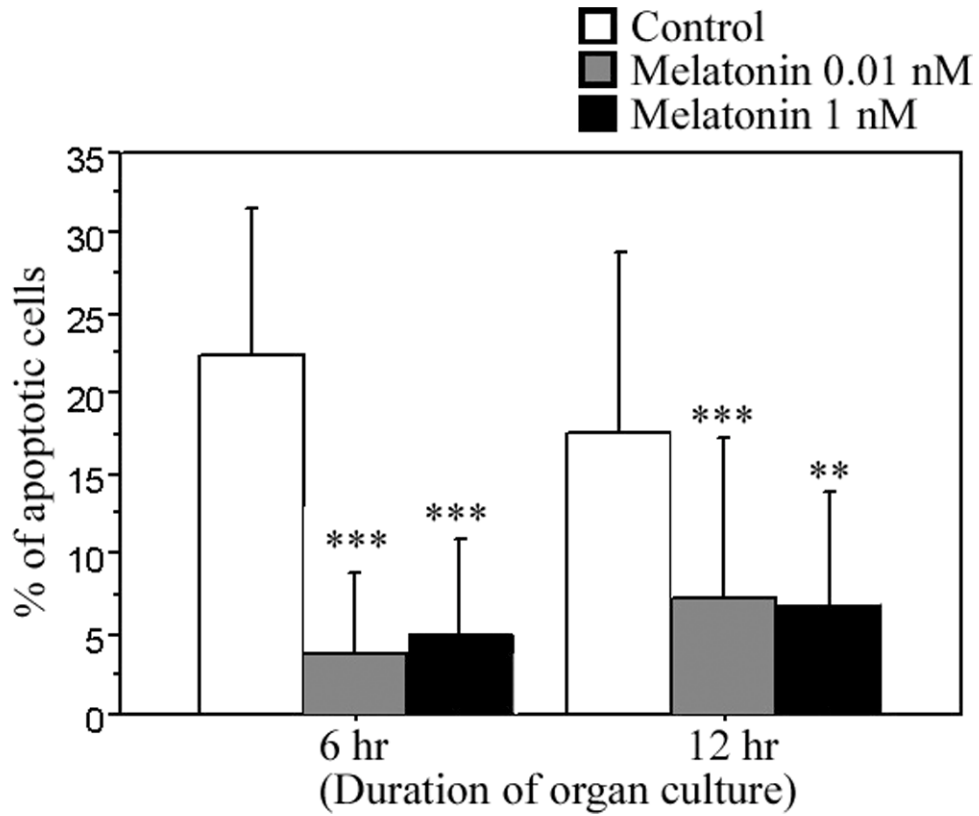 Control
Melatonin 0.01 nM
Melatonin 1 nM
35
30
25
20
15
10
5
0
% of apoptotic cells
***
***
***
**
6 hr
12 hr
(Duration of organ culture)